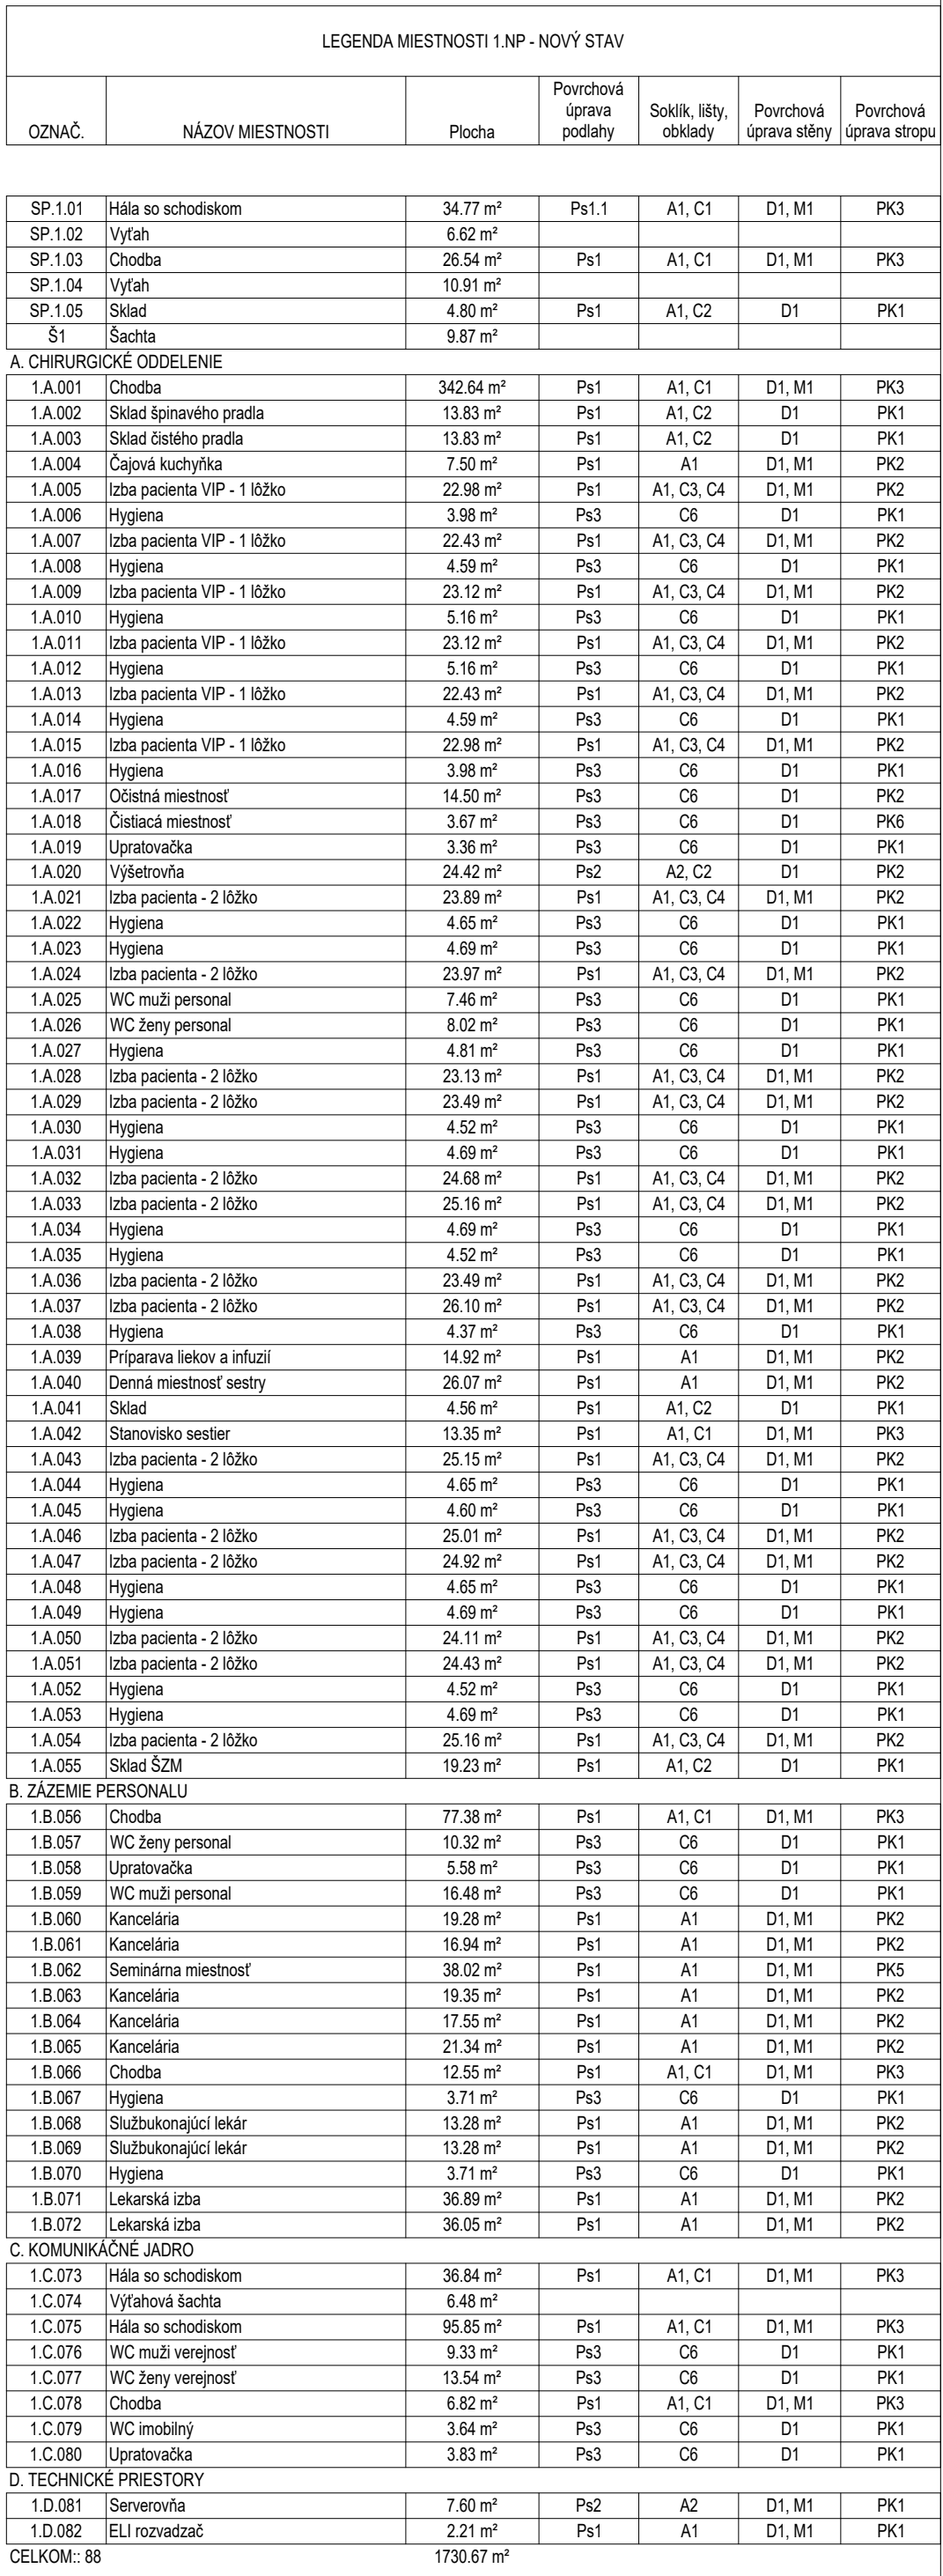 LEGENDA MIESTNOSTI 1.NP - NOVÝ STAV
OZNAČ. NÁZOV MIESTNOSTI Plocha Povrchová úprava podlahy Soklík, lišty, obklady Povrchová úprava stěny Povrchová úprava stropu
SP.1.01 Hála so schodiskom 34.77 m² Ps1.1 A1, C1 D1, M1 PK3
SP.1.02 Vyťah 6.62 m²
SP.1.03 Chodba 26.54 m² Ps1 A1, C1 D1, M1 PK3
SP.1.04 Vyťah 10.91 m²
SP.1.05 Sklad 4.80 m² Ps1 A1, C2 D1 PK1
Š1 Šachta 9.87 m²
A. CHIRURGICKÉ ODDELENIE
1.A.001 Chodba 342.64 m² Ps1 A1, C1 D1, M1 PK3
1.A.002 Sklad špinavého pradla 13.83 m² Ps1 A1, C2 D1 PK1
1.A.003 Sklad čistého pradla 13.83 m² Ps1 A1, C2 D1 PK1
1.A.004 Čajová kuchyňka 7.50 m² Ps1 A1 D1, M1 PK2
1.A.005 Izba pacienta VIP - 1 lôžko 22.98 m² Ps1 A1, C3, C4 D1, M1 PK2
1.A.006 Hygiena 3.98 m² Ps3 C6 D1 PK1
1.A.007 Izba pacienta VIP - 1 lôžko 22.43 m² Ps1 A1, C3, C4 D1, M1 PK2
1.A.008 Hygiena 4.59 m² Ps3 C6 D1 PK1
1.A.009 Izba pacienta VIP - 1 lôžko 23.12 m² Ps1 A1, C3, C4 D1, M1 PK2
1.A.010 Hygiena 5.16 m² Ps3 C6 D1 PK1
1.A.011 Izba pacienta VIP - 1 lôžko 23.12 m² Ps1 A1, C3, C4 D1, M1 PK2
1.A.012 Hygiena 5.16 m² Ps3 C6 D1 PK1
1.A.013 Izba pacienta VIP - 1 lôžko 22.43 m² Ps1 A1, C3, C4 D1, M1 PK2
1.A.014 Hygiena 4.59 m² Ps3 C6 D1 PK1
1.A.015 Izba pacienta VIP - 1 lôžko 22.98 m² Ps1 A1, C3, C4 D1, M1 PK2
1.A.016 Hygiena 3.98 m² Ps3 C6 D1 PK1
1.A.017 Očistná miestnosť 14.50 m² Ps3 C6 D1 PK2
1.A.018 Čistiacá miestnosť 3.67 m² Ps3 C6 D1 PK6
1.A.019 Upratovačka 3.36 m² Ps3 C6 D1 PK1
1.A.020 Výšetrovňa 24.42 m² Ps2 A2, C2 D1 PK2
1.A.021 Izba pacienta - 2 lôžko 23.89 m² Ps1 A1, C3, C4 D1, M1 PK2
1.A.022 Hygiena 4.65 m² Ps3 C6 D1 PK1
1.A.023 Hygiena 4.69 m² Ps3 C6 D1 PK1
1.A.024 Izba pacienta - 2 lôžko 23.97 m² Ps1 A1, C3, C4 D1, M1 PK2
1.A.025 WC muži personal 7.46 m² Ps3 C6 D1 PK1
1.A.026 WC ženy personal 8.02 m² Ps3 C6 D1 PK1
1.A.027 Hygiena 4.81 m² Ps3 C6 D1 PK1
1.A.028 Izba pacienta - 2 lôžko 23.13 m² Ps1 A1, C3, C4 D1, M1 PK2
1.A.029 Izba pacienta - 2 lôžko 23.49 m² Ps1 A1, C3, C4 D1, M1 PK2
1.A.030 Hygiena 4.52 m² Ps3 C6 D1 PK1
1.A.031 Hygiena 4.69 m² Ps3 C6 D1 PK1
1.A.032 Izba pacienta - 2 lôžko 24.68 m² Ps1 A1, C3, C4 D1, M1 PK2
1.A.033 Izba pacienta - 2 lôžko 25.16 m² Ps1 A1, C3, C4 D1, M1 PK2
1.A.034 Hygiena 4.69 m² Ps3 C6 D1 PK1
1.A.035 Hygiena 4.52 m² Ps3 C6 D1 PK1
1.A.036 Izba pacienta - 2 lôžko 23.49 m² Ps1 A1, C3, C4 D1, M1 PK2
1.A.037 Izba pacienta - 2 lôžko 26.10 m² Ps1 A1, C3, C4 D1, M1 PK2
1.A.038 Hygiena 4.37 m² Ps3 C6 D1 PK1
1.A.039 Príparava liekov a infuzií 14.92 m² Ps1 A1 D1, M1 PK2
1.A.040 Denná miestnosť sestry 26.07 m² Ps1 A1 D1, M1 PK2
1.A.041 Sklad 4.56 m² Ps1 A1, C2 D1 PK1
1.A.042 Stanovisko sestier 13.35 m² Ps1 A1, C1 D1, M1 PK3
1.A.043 Izba pacienta - 2 lôžko 25.15 m² Ps1 A1, C3, C4 D1, M1 PK2
1.A.044 Hygiena 4.65 m² Ps3 C6 D1 PK1
1.A.045 Hygiena 4.60 m² Ps3 C6 D1 PK1
1.A.046 Izba pacienta - 2 lôžko 25.01 m² Ps1 A1, C3, C4 D1, M1 PK2
1.A.047 Izba pacienta - 2 lôžko 24.92 m² Ps1 A1, C3, C4 D1, M1 PK2
1.A.048 Hygiena 4.65 m² Ps3 C6 D1 PK1
1.A.049 Hygiena 4.69 m² Ps3 C6 D1 PK1
1.A.050 Izba pacienta - 2 lôžko 24.11 m² Ps1 A1, C3, C4 D1, M1 PK2
1.A.051 Izba pacienta - 2 lôžko 24.43 m² Ps1 A1, C3, C4 D1, M1 PK2
1.A.052 Hygiena 4.52 m² Ps3 C6 D1 PK1
1.A.053 Hygiena 4.69 m² Ps3 C6 D1 PK1
1.A.054 Izba pacienta - 2 lôžko 25.16 m² Ps1 A1, C3, C4 D1, M1 PK2
1.A.055 Sklad ŠZM 19.23 m² Ps1 A1, C2 D1 PK1
B. ZÁZEMIE PERSONALU
1.B.056 Chodba 77.38 m² Ps1 A1, C1 D1, M1 PK3
1.B.057 WC ženy personal 10.32 m² Ps3 C6 D1 PK1
1.B.058 Upratovačka 5.58 m² Ps3 C6 D1 PK1
1.B.059 WC muži personal 16.48 m² Ps3 C6 D1 PK1
1.B.060 Kancelária 19.28 m² Ps1 A1 D1, M1 PK2
1.B.061 Kancelária 16.94 m² Ps1 A1 D1, M1 PK2
1.B.062 Seminárna miestnosť 38.02 m² Ps1 A1 D1, M1 PK5
1.B.063 Kancelária 19.35 m² Ps1 A1 D1, M1 PK2
1.B.064 Kancelária 17.55 m² Ps1 A1 D1, M1 PK2
1.B.065 Kancelária 21.34 m² Ps1 A1 D1, M1 PK2
1.B.066 Chodba 12.55 m² Ps1 A1, C1 D1, M1 PK3
1.B.067 Hygiena 3.71 m² Ps3 C6 D1 PK1
1.B.068 Službukonajúcí lekár 13.28 m² Ps1 A1 D1, M1 PK2
1.B.069 Službukonajúcí lekár 13.28 m² Ps1 A1 D1, M1 PK2
1.B.070 Hygiena 3.71 m² Ps3 C6 D1 PK1
1.B.071 Lekarská izba 36.89 m² Ps1 A1 D1, M1 PK2
1.B.072 Lekarská izba 36.05 m² Ps1 A1 D1, M1 PK2
C. KOMUNIKÁČNÉ JADRO
1.C.073 Hála so schodiskom 36.84 m² Ps1 A1, C1 D1, M1 PK3
1.C.074 Výťahová šachta 6.48 m²
1.C.075 Hála so schodiskom 95.85 m² Ps1 A1, C1 D1, M1 PK3
1.C.076 WC muži verejnosť 9.33 m² Ps3 C6 D1 PK1
1.C.077 WC ženy verejnosť 13.54 m² Ps3 C6 D1 PK1
1.C.078 Chodba 6.82 m² Ps1 A1, C1 D1, M1 PK3
1.C.079 WC imobilný 3.64 m² Ps3 C6 D1 PK1
1.C.080 Upratovačka 3.83 m² Ps3 C6 D1 PK1
D. TECHNICKÉ PRIESTORY
1.D.081 Serverovňa 7.60 m² Ps2 A2 D1, M1 PK1
1.D.082 ELI rozvadzač 2.21 m² Ps1 A1 D1, M1 PK1
CELKOM:: 88 1730.67 m²